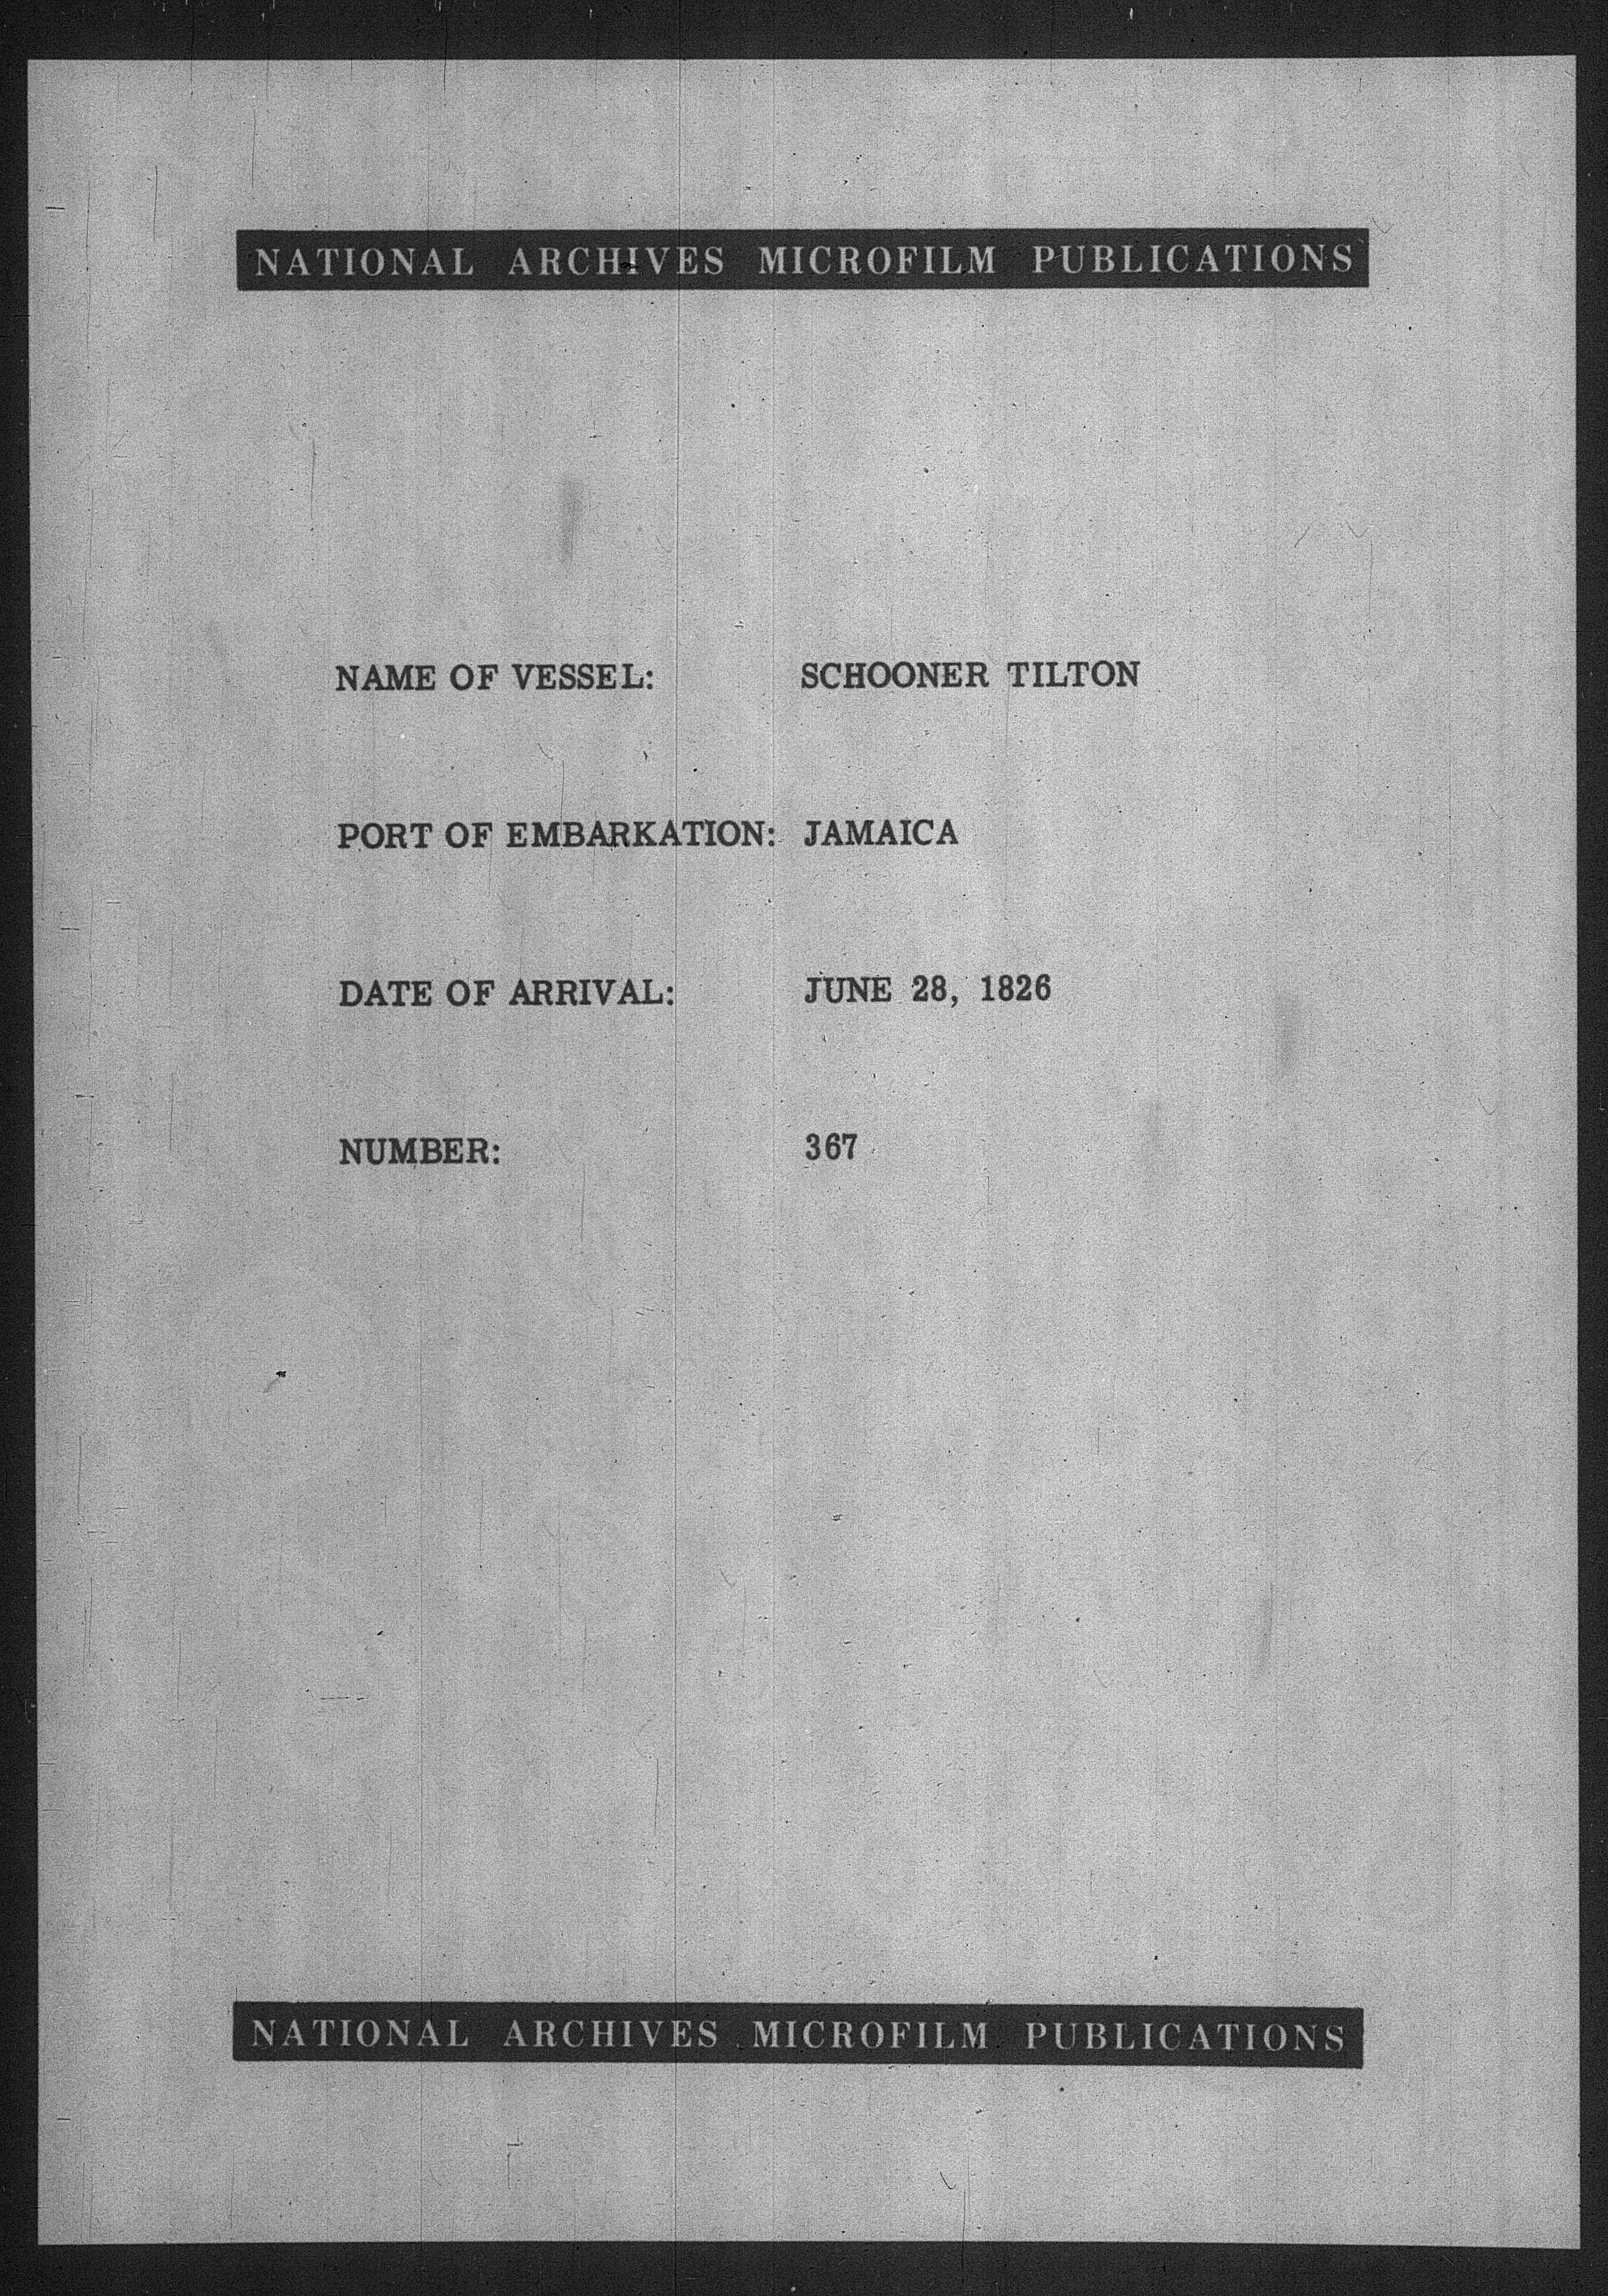 NATIONAL ARCHIVES MICROFILM PUBLICATIONS
NAME OF VESSEL: SCHOONER TILTON
PORT OF EMBARKATION: JAMAICA
DATE OF ARRIVAL: JUNE 28, 1826
NUMBER: 367
NATIONAL ARCHIVES MICROFILM PUBLICATIONS